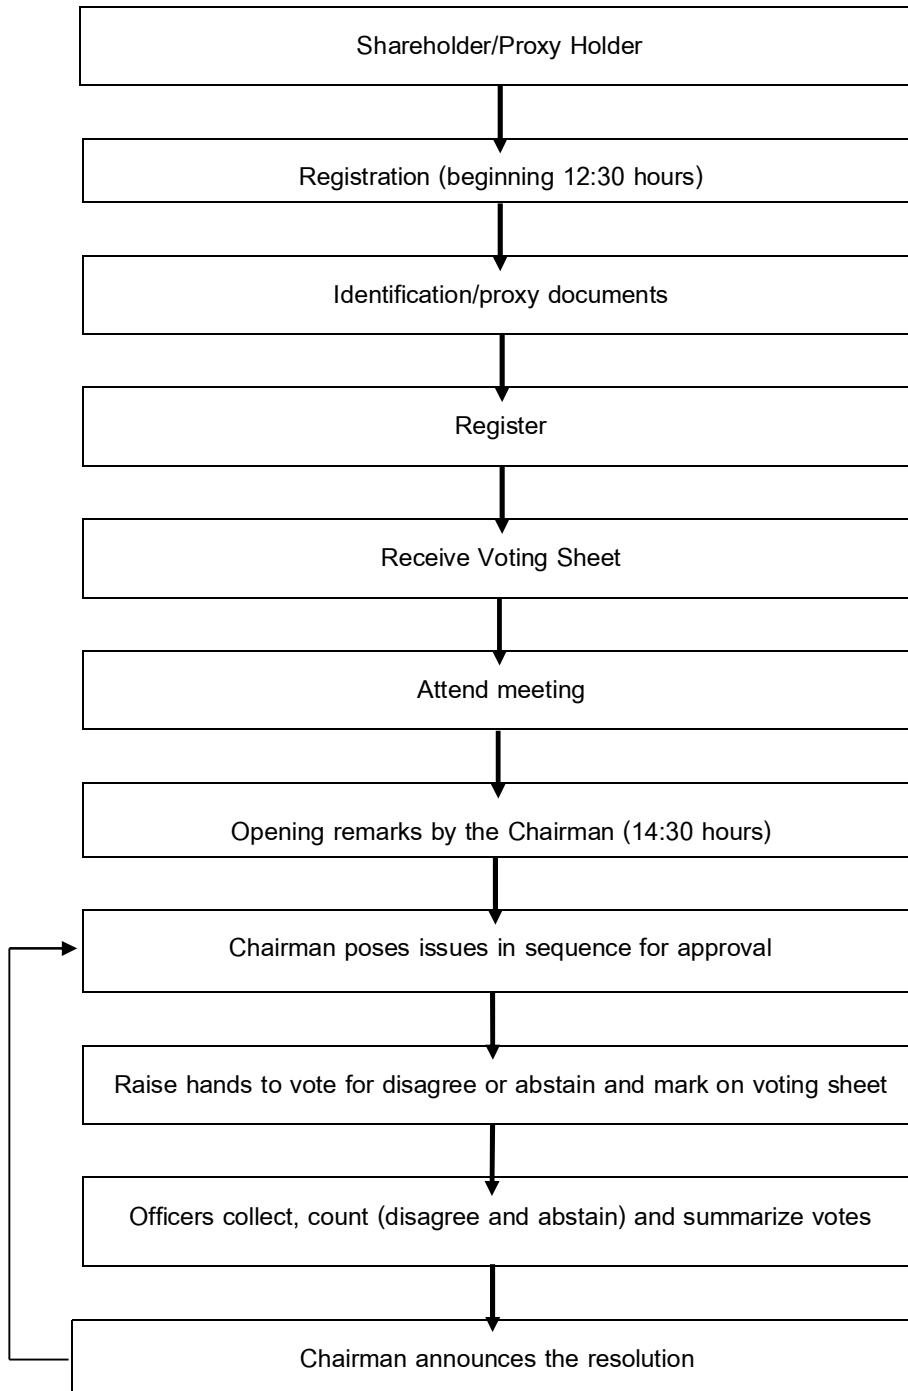 Shareholder/Proxy Holder
Registration (beginning 12:30 hours)
Identification/proxy documents
Register
Receive Voting Sheet
Attend meeting
Opening remarks by the Chairman (14:30 hours)
Chairman poses issues in sequence for approval
Raise hands to vote for disagree or abstain and mark on voting sheet
Officers collect, count (disagree and abstain) and summarize votes
Chairman announces the resolution